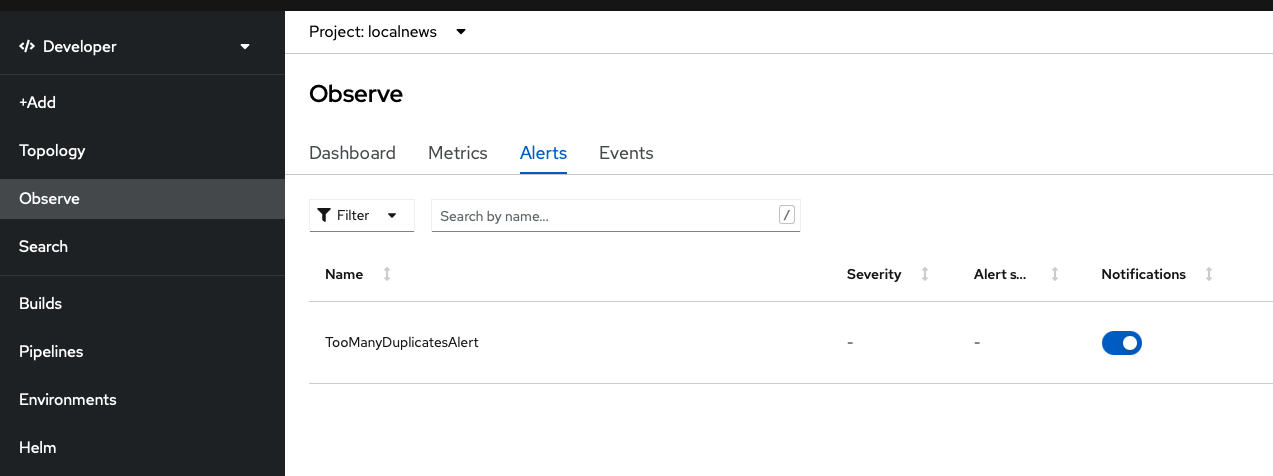 Developer
Project: localnews
+Add
Topology
Observe
Search
Builds
Pipelines
Environments
Helm
Observe
Dashboard Metrics Alerts Events
Filter Search by name... /
Name Severity Alert s... Notifications
TooManyDuplicatesAlert - -